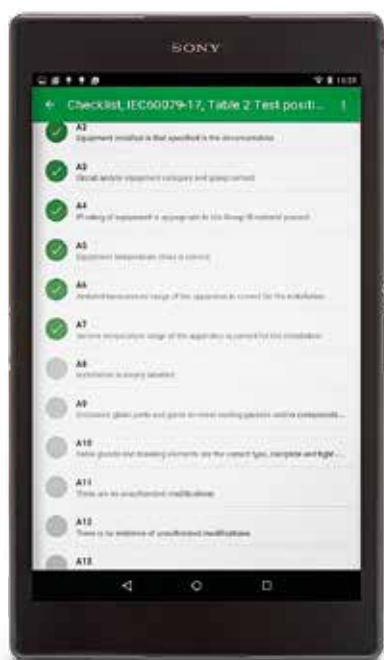 SONY
Checklist, IEC60079-17, Table 2 Test positi...
A2
Equipment installed is that specified in the documentation
A3
Circuit and/or equipment category and group correct
A4
IP rating of equipment is appropriate to the Group III material present
A5
Equipment temperature class is correct
A6
Ambient temperature range of the apparatus is correct for the installation
A7
Service temperature range of the apparatus is correct for the installation
A8
Installation is clearly labelled
A9
Enclosure, glass parts and glass-to-metal sealing gaskets and/or compounds...
A10
Cable glands and blanking elements are the correct type, complete and tight...
A11
There are no unauthorized modifications
A12
There is no evidence of unauthorized modifications
A13